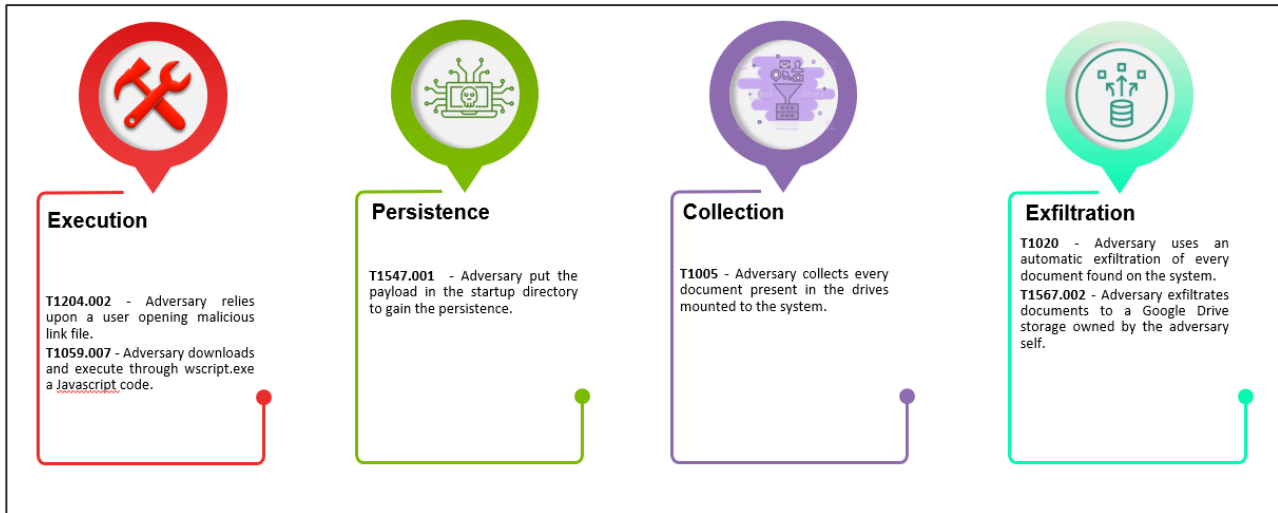 Execution
T1204.002 - Adversary relies
upon a user opening malicious
link file.
T1059.007 - Adversary downloads
and execute through wscript.exe
a Javascript code.
Persistence
T1547.001 - Adversary put the
payload in the startup directory
to gain the persistence.
Collection
T1005 - Adversary collects every
document present in the drives
mounted to the system.
Exfiltration
T1020 - Adversary uses an
automatic exfiltration of every
document found on the system.
T1567.002 - Adversary exfiltrates
documents to a Google Drive
storage owned by the adversary
self.